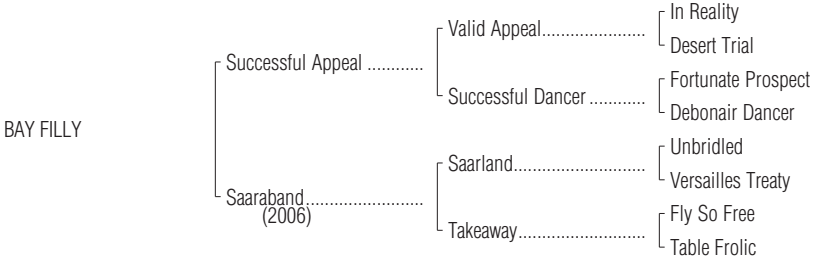 In Reality
Valid Appeal......................
Desert Trial
Successful Appeal ............
Fortunate Prospect
Successful Dancer ............
Debonair Dancer
BAY FILLY
Unbridled
Saarland............................
Versailles Treaty
Saaraband.........................
(2006)
Fly So Free
Takeaway...........................
Table Frolic